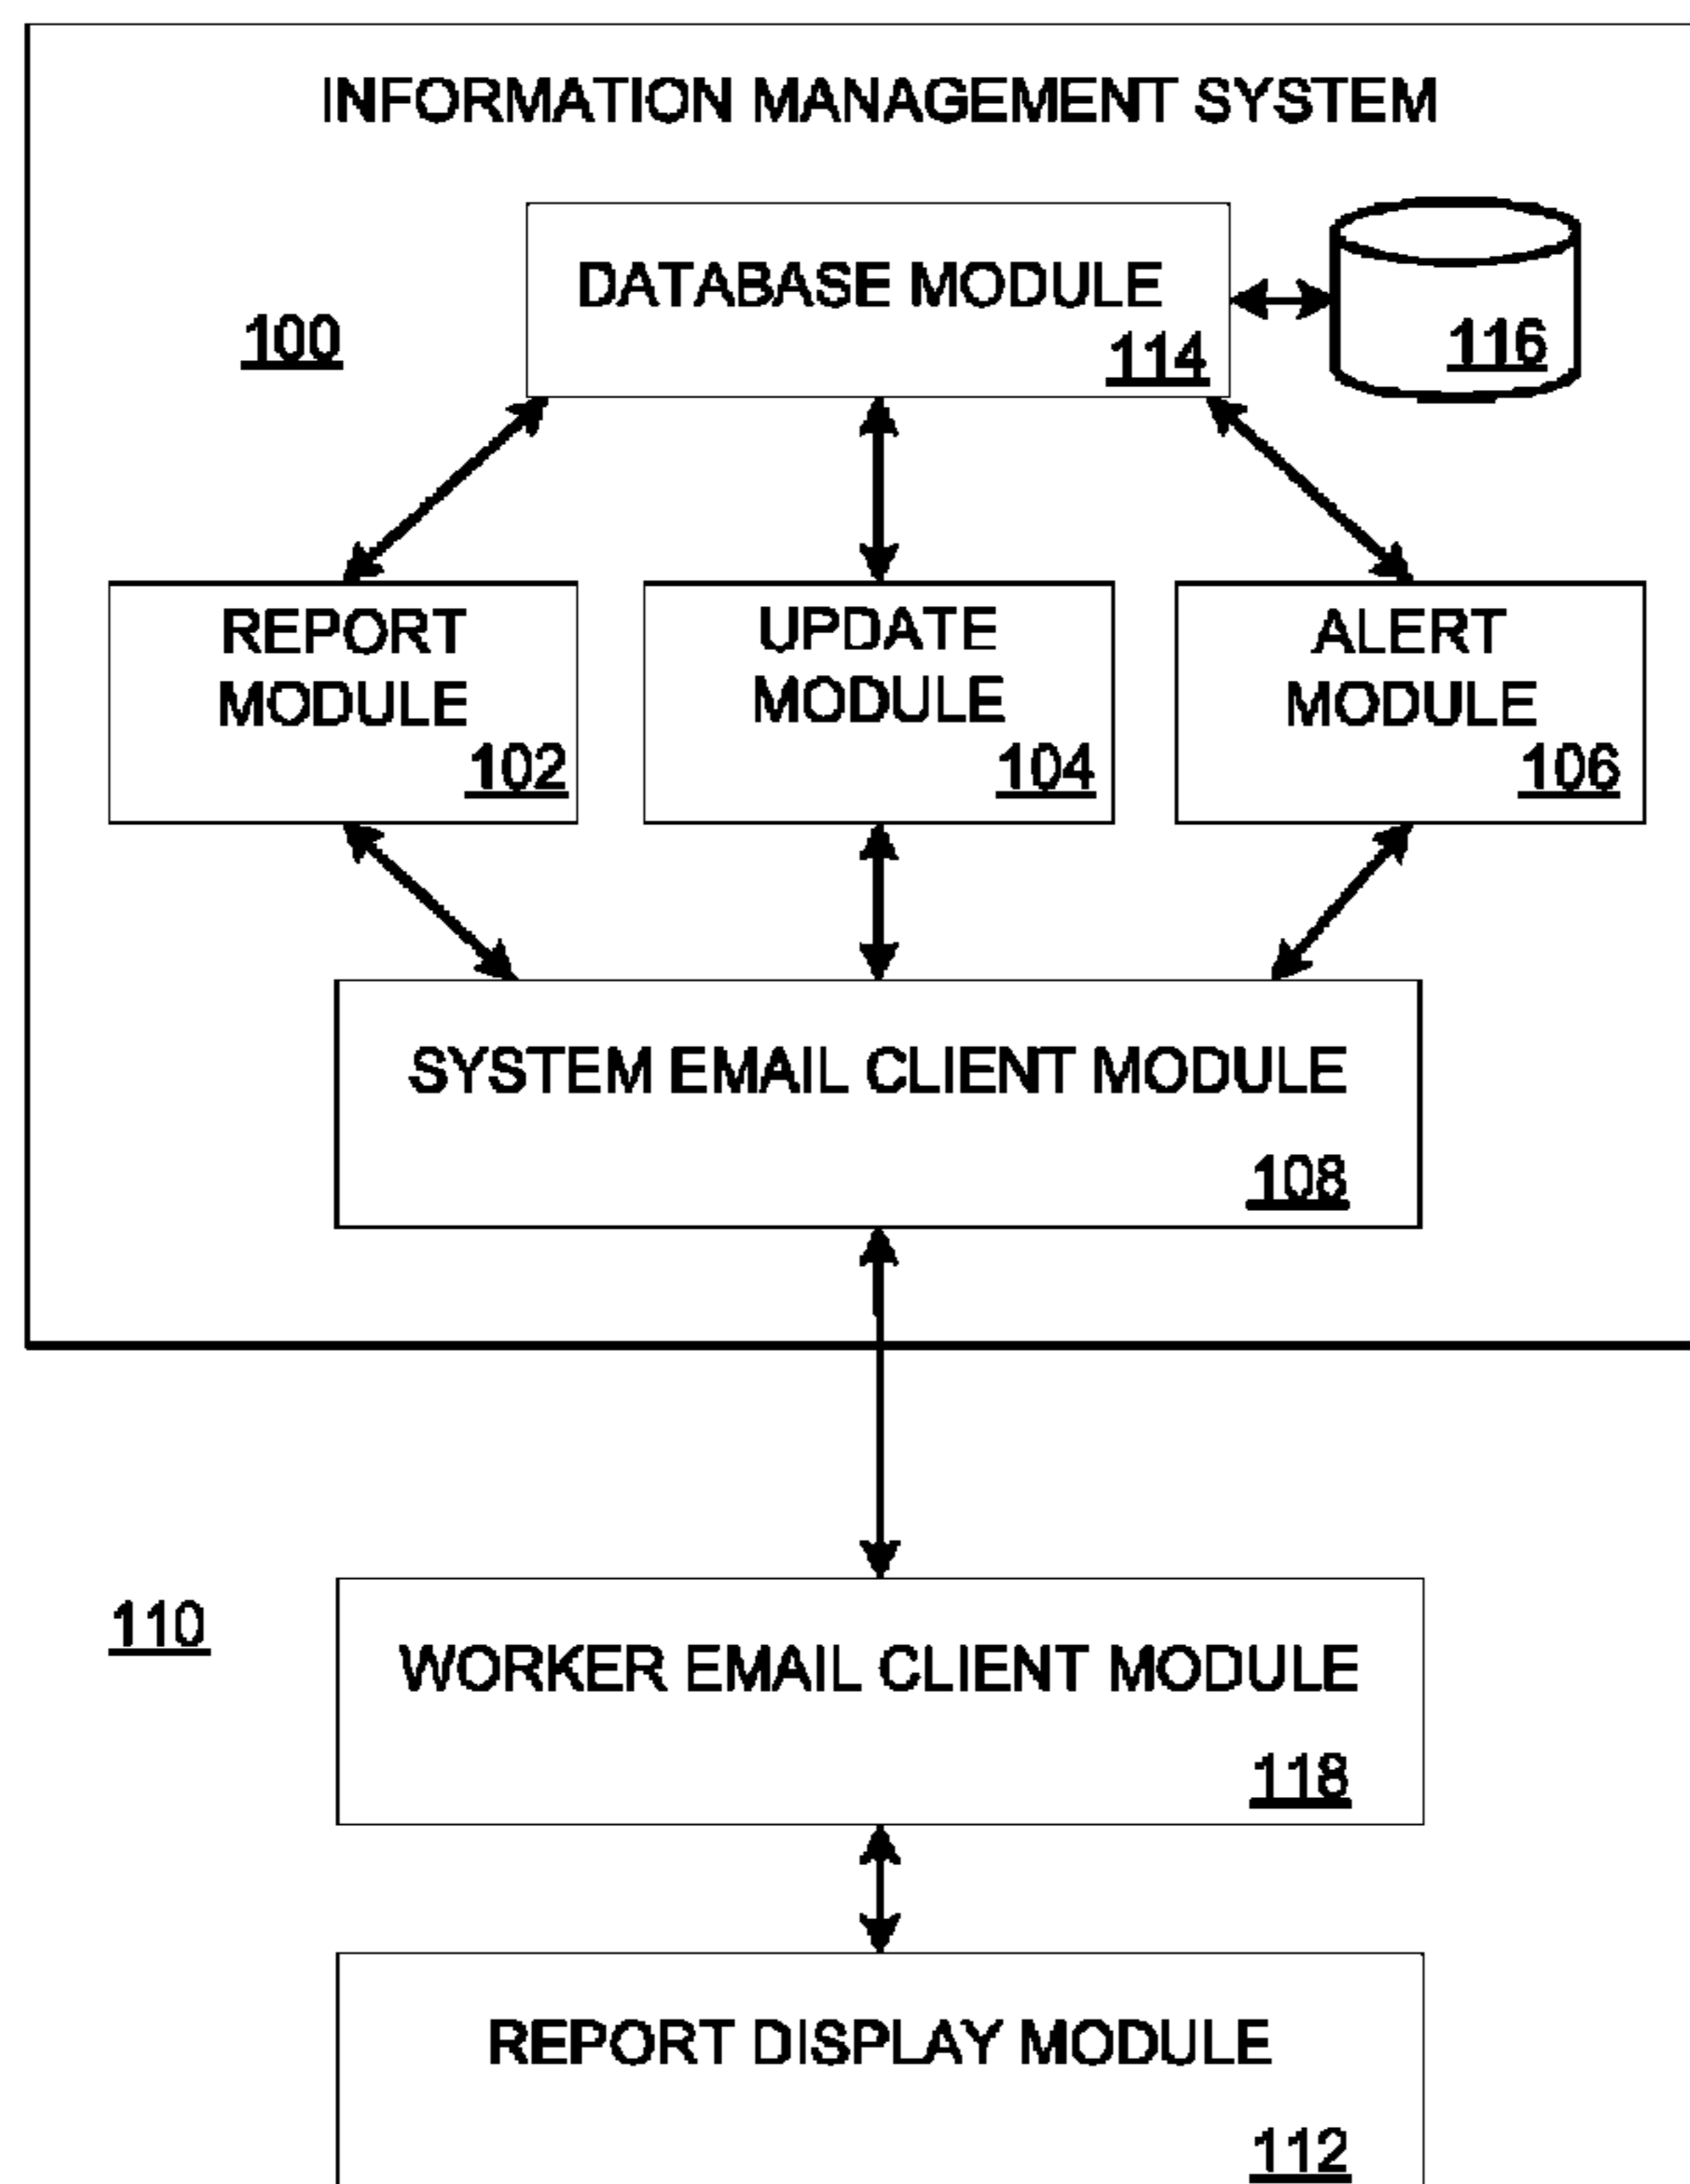 INFORMATION MANAGEMENT SYSTEM
DATABASE MODULE
114
116
100
REPORT
MODULE
102
UPDATE
MODULE
104
ALERT
MODULE
106
SYSTEM EMAIL CLIENT MODULE
108
110
WORKER EMAIL CLIENT MODULE
118
REPORT DISPLAY MODULE
112